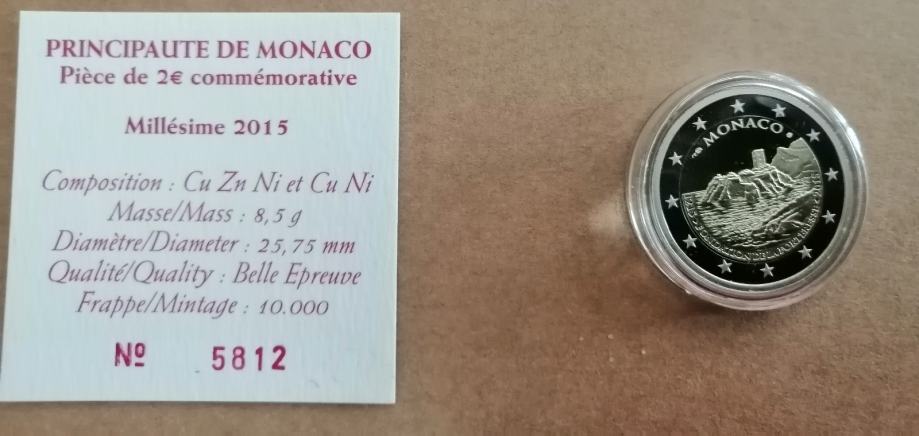 PRINCIPAUTE DE MONACO
Pièce de 2€ commémorative
Millésime 2015
Composition : Cu Zn Ni et Cu Ni
Masse/Mass : 8,5 g
Diamètre/Diameter : 25,75 mm
Qualité/Quality : Belle Epreuve
Frappe/Mintage : 10.000
Nº 5812
MONACO